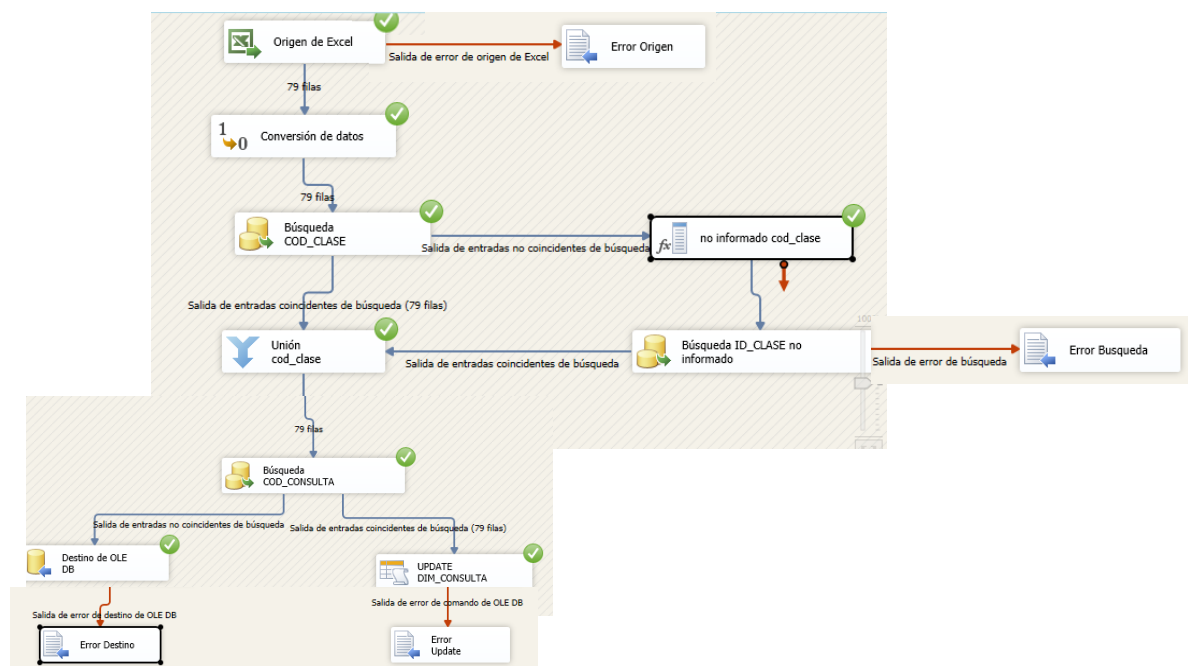 Origen de Excel
Error Origen
Salida de error de origen de Excel
79 filas
1
0
Conversión de datos
79 filas
Búsqueda
COD_CLASE
Salida de entradas no coincidentes de búsqueda
fx
no informado cod_clase
Salida de entradas coincidentes de búsqueda (79 filas)
100
Unión
cod_clase
Salida de entradas coincidentes de búsqueda
Búsqueda ID_CLASE no
informado
Salida de error de búsqueda
Error Busqueda
79 filas
Búsqueda
COD_CONSULTA
Salida de entradas no coincidentes de búsqueda
Salida de entradas coincidentes de búsqueda (79 filas)
Destino de OLE
DB
UPDATE
DIM_CONSULTA
Salida de error de destino de OLE DB
Salida de error de comando de OLE DB
Error Destino
Error
Update